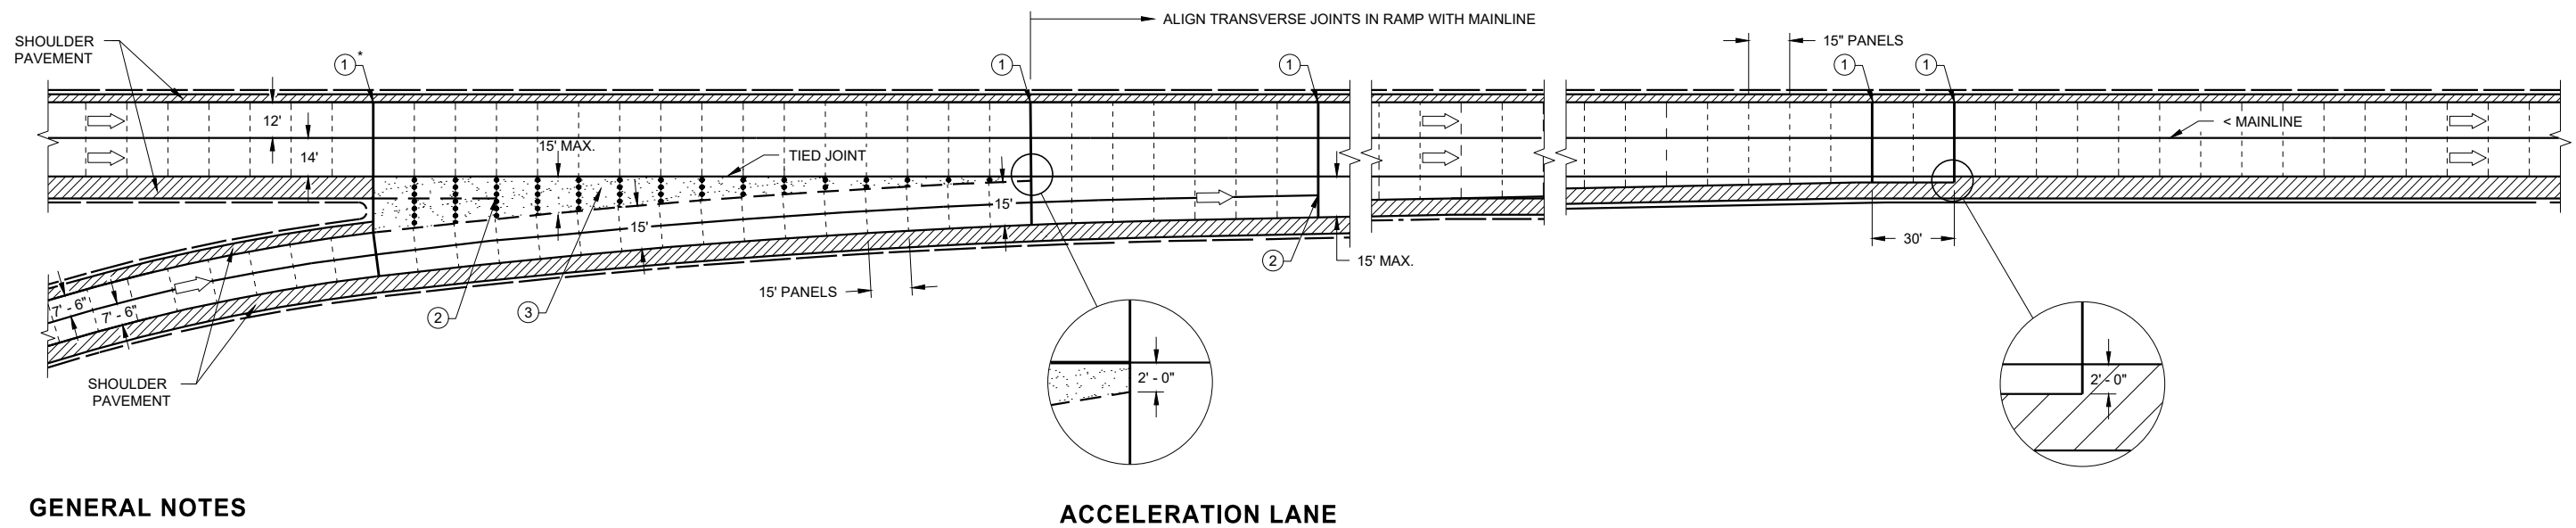 ALIGN TRANSVERSE JOINTS IN RAMP WITH MAINLINE
SHOULDER
PAVEMENT
1*
1
1
15" PANELS
1
1
12'
14'
15' MAX.
TIED JOINT
< MAINLINE
15'
15'
7' - 6"
7' - 6"
2
3
15' PANELS
2
15' MAX.
30'
SHOULDER
PAVEMENT
2' - 0"
2' - 0"
GENERAL NOTES
ACCELERATION LANE